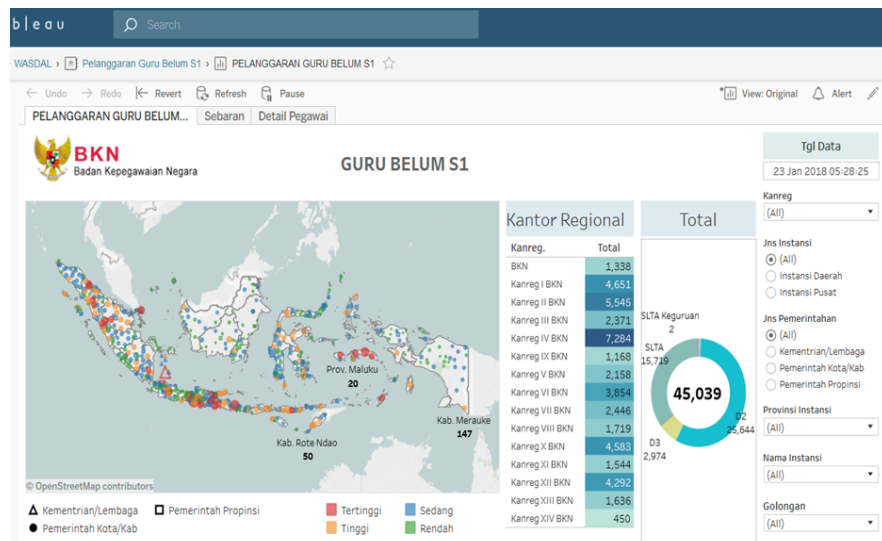 bleau
Search
WASDAL › Pelanggaran Guru Belum S1 › PELANGGARAN GURU BELUM S1
Undo Redo Revert Refresh Pause
View: Original Alert
PELANGGARAN GURU BELUM... Sebaran Detail Pegawai
BKN
Badan Kepegawaian Negara
GURU BELUM S1
Prov. Maluku
20
Kab. Merauke
147
Kab. Rote Ndao
50
© OpenStreetMap contributors
Kementrian/Lembaga Pemerintah Propinsi
Pemerintah Kota/Kab
Tertinggi Sedang
Tinggi Rendah
Kantor Regional
Kanreg. Total
BKN 1,338
Kanreg I BKN 4,651
Kanreg II BKN 5,545
Kanreg III BKN 2,371
Kanreg IV BKN 7,284
Kanreg IX BKN 1,168
Kanreg V BKN 2,158
Kanreg VI BKN 3,854
Kanreg VII BKN 2,446
Kanreg VIII BKN 1,719
Kanreg X BKN 4,583
Kanreg XI BKN 1,544
Kanreg XII BKN 4,292
Kanreg XIII BKN 1,636
Kanreg XIV BKN 450
Total
SLTA Keguruan
2
SLTA
15,719
45,039
D2
25,644
D3
2,974
Tgl Data
23 Jan 2018 05:28:25
Kanreg
(All)
Jns Instansi
(All)
Instansi Daerah
Instansi Pusat
Jns Pemerintahan
(All)
Kementrian/Lembaga
Pemerintah Kota/Kab
Pemerintah Propinsi
Provinsi Instansi
(All)
Nama Instansi
(All)
Golongan
(All)